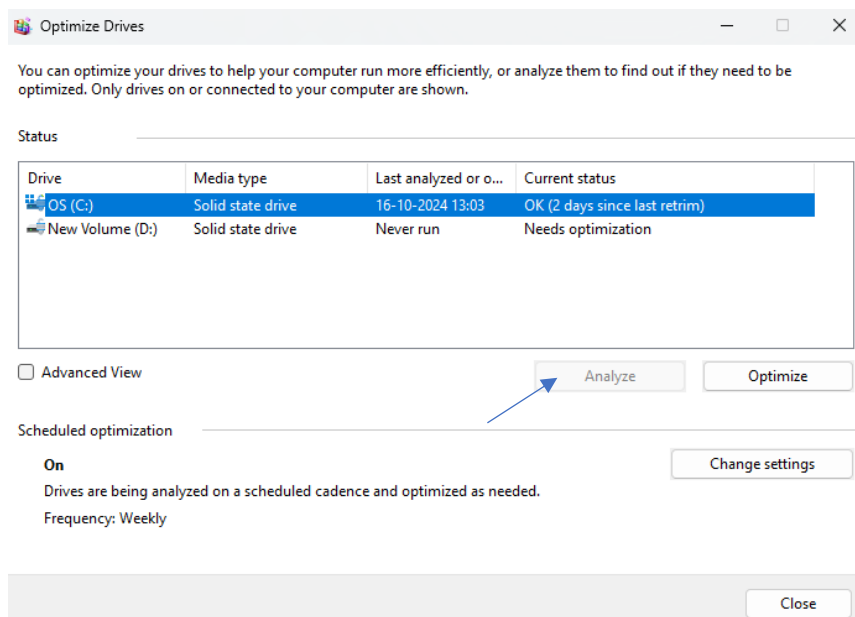 Optimize Drives
You can optimize your drives to help your computer run more efficiently, or analyze them to find out if they need to be
optimized. Only drives on or connected to your computer are shown.
Status
Drive Media type Last analyzed or o... Current status
OS (C:) Solid state drive 16-10-2024 13:03 OK (2 days since last retrim)
New Volume (D:) Solid state drive Never run Needs optimization
Advanced View Analyze Optimize
Scheduled optimization
On Change settings
Drives are being analyzed on a scheduled cadence and optimized as needed.
Frequency: Weekly
Close